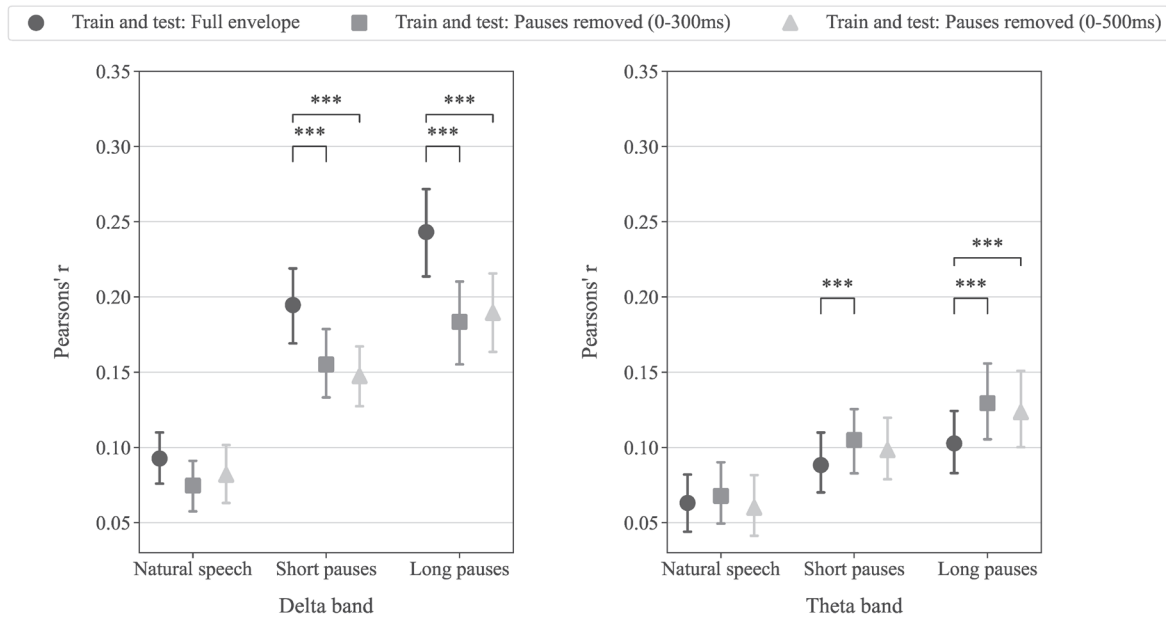 Train and test: Full envelope Train and test: Pauses removed (0-300ms) Train and test: Pauses removed (0-500ms)
0.35
0.30
0.25
0.20
0.15
0.10
0.05
Pearsons' r
*** ***
*** ***
Natural speech Short pauses Long pauses
Delta band
0.35
0.30
0.25
0.20
0.15
0.10
0.05
Pearsons' r
***
*** ***
Natural speech Short pauses Long pauses
Theta band